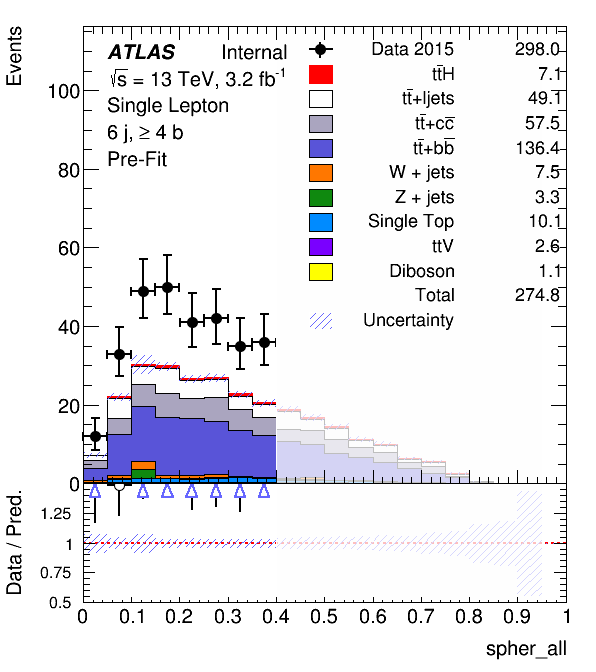 Events
ATLAS Internal
√s = 13 TeV, 3.2 fb⁻¹
Single Lepton
6 j, ≥ 4 b
Pre-Fit
Data 2015 298.0
tt̄H 7.1
tt̄+ljets 49.1
tt̄+cc̄ 57.5
tt̄+bb̄ 136.4
W + jets 7.5
Z + jets 3.3
Single Top 10.1
ttV 2.6
Diboson 1.1
Total 274.8
Uncertainty
100
80
60
40
20
0
Data / Pred.
1.25
1
0.75
0.5
0 0.1 0.2 0.3 0.4 0.5 0.6 0.7 0.8 0.9 1
spher_all